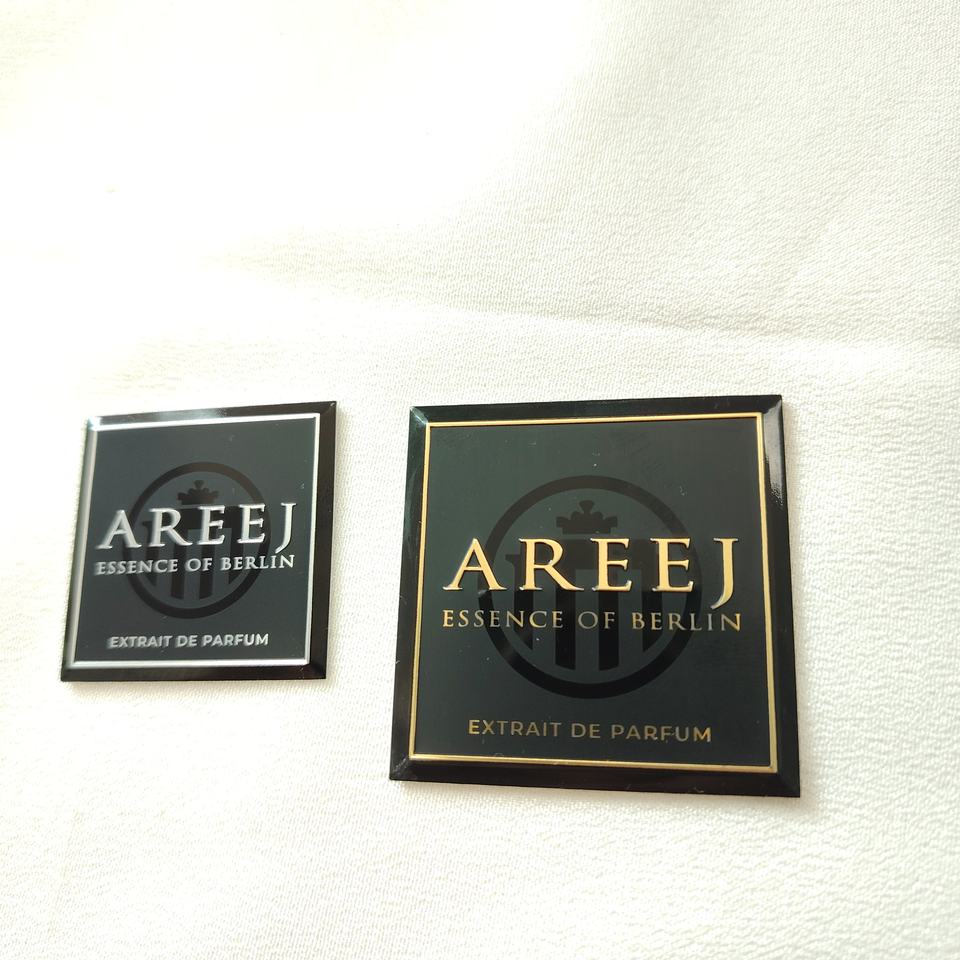 AREEJ
ESSENCE OF BERLIN
EXTRAIT DE PARFUM
AREEJ
ESSENCE OF BERLIN
EXTRAIT DE PARFUM